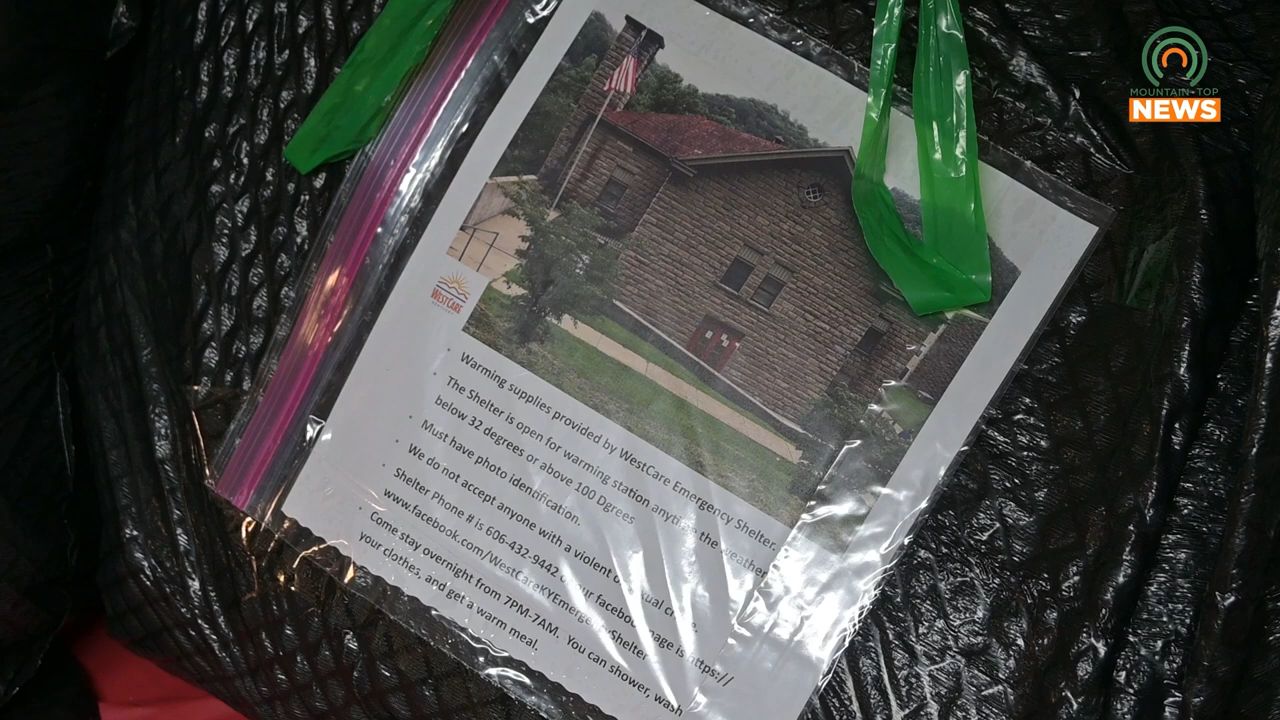 MOUNTAIN-TOP
NEWS
WESTCARE
Warming supplies provided by WestCare Emergency Shelter.
The Shelter is open for warming station anytime the weather
below 32 degrees or above 100 Dgrees
Must have photo identification.
We do not accept anyone with a violent or sexual crime.
Shelter Phone # is 606-432-9442 or our facebook page is https://
www.facebook.com/WestCareKYEmergencyShelter
Come stay overnight from 7PM-7AM. You can shower, wash
your clothes, and get a warm meal.